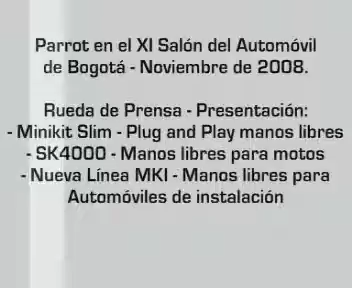 Parrot en el XI Salón del Automóvil
de Bogotá - Noviembre de 2008.
Rueda de Prensa - Presentación:
- Minikit Slim - Plug and Play manos libres
- SK4000 - Manos libres para motos
- Nueva Línea MKI - Manos libres para
Automóviles de instalación